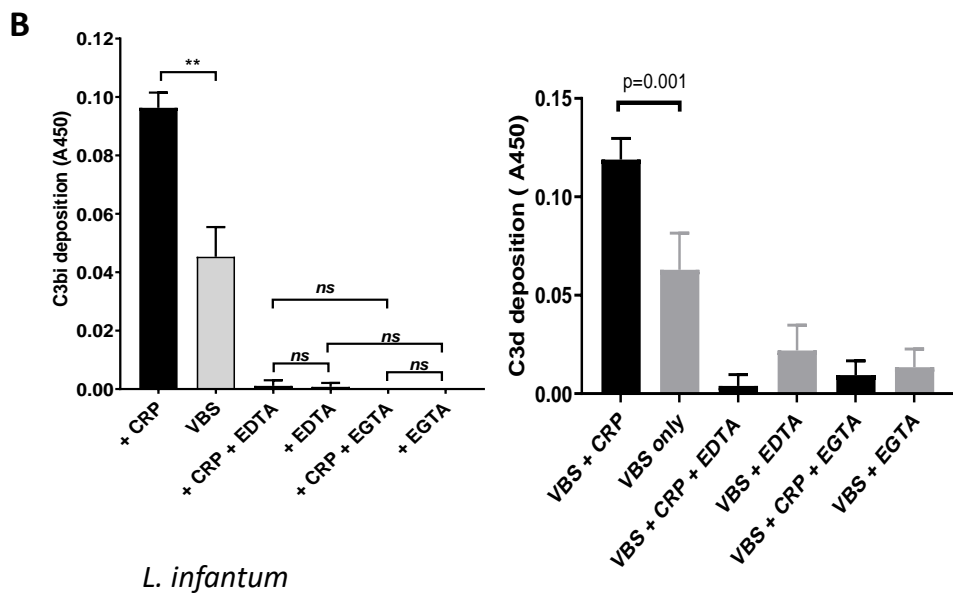 B
C3bi deposition (A450)
0.12
0.10
0.08
0.06
0.04
0.02
0.00
**
ns
ns
ns
ns
+ CRP
VBS
+ CRP + EDTA
+ EDTA
+ CRP + EGTA
+ EGTA
L. infantum
C3d deposition ( A450)
0.15
0.10
0.05
0.00
p=0.001
VBS + CRP
VBS only
VBS + CRP + EDTA
VBS + EDTA
VBS + CRP + EGTA
VBS + EGTA